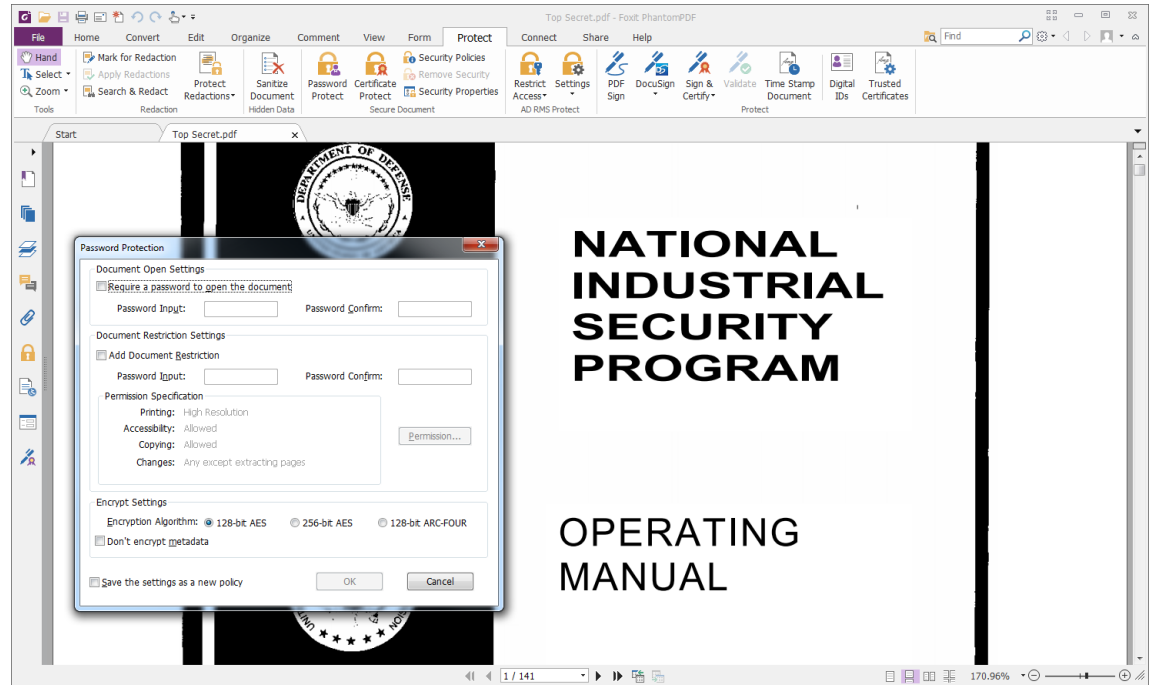 Top Secret.pdf - Foxit PhantomPDF
File Home Convert Edit Organize Comment View Form Protect Connect Share Help Find
Hand
Select
Zoom
Tools
Mark for Redaction
Apply Redactions
Search & Redact
Protect Redactions
Redaction
Sanitize Document
Hidden Data
Password Protect
Certificate Protect
Security Policies
Remove Security
Security Properties
Secure Document
Restrict Access
Settings
AD RMS Protect
PDF Sign
DocuSign
Sign & Certify
Validate
Time Stamp Document
Digital IDs
Trusted Certificates
Protect
Start
Top Secret.pdf x
DEPARTMENT OF DEFENSE
NATIONAL
INDUSTRIAL
SECURITY
PROGRAM
OPERATING
MANUAL
Password Protection
Document Open Settings
Require a password to open the document
Password Input: Password Confirm:
Document Restriction Settings
Add Document Restriction
Password Input: Password Confirm:
Permission Specification
Printing: High Resolution
Accessibility: Allowed
Copying: Allowed
Changes: Any except extracting pages
Permission...
Encrypt Settings
Encryption Algorithm: 128-bit AES 256-bit AES 128-bit ARC-FOUR
Don't encrypt metadata
Save the settings as a new policy OK Cancel
1 / 141 170.96%